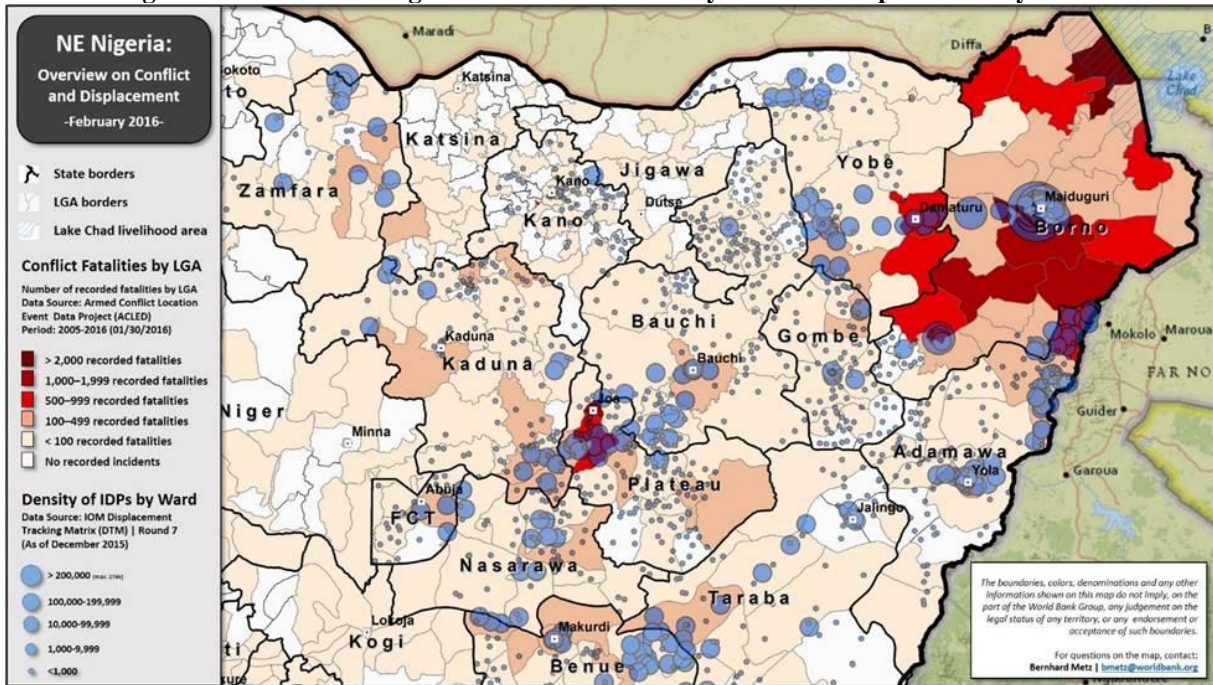 NE Nigeria:
Overview on Conflict
and Displacement
-February 2016-
State borders
LGA borders
Lake Chad livelihood area
Conflict Fatalities by LGA
Number of recorded fatalities by LGA
Data Source: Armed Conflict Location
Event Data Project (ACLED)
Period: 2005-2016 (01/30/2016)
> 2,000 recorded fatalities
1,000–1,999 recorded fatalities
500–999 recorded fatalities
100–499 recorded fatalities
< 100 recorded fatalities
No recorded incidents
Density of IDPs by Ward
Data Source: IOM Displacement
Tracking Matrix (DTM) | Round 7
(As of December 2015)
> 200,000
100,000-199,999
10,000-99,999
1,000-9,999
<1,000
Maradi
Diffa
Katsina
Lake
Chad
Katsina
Jigawa
Yobe
Zamfara
Kano
Dutse
Kano
Damaturu
Maiduguri
Borno
Bauchi
Gombe
Mokolo
Maroua
Kaduna
Kaduna
Bauchi
FAR NO
Niger
Jos
Guider
Minna
Adamawa
Yola
Garoua
Plateau
Abuja
FCT
Jalingo
Nasarawa
Taraba
Lokoja
Kogi
Makurdi
Benue
The boundaries, colors, denominations and any other
information shown on this map do not imply, on the
part of the World Bank Group, any judgement on the
legal status of any territory, or any endorsement or
acceptance of such boundaries.
For questions on the map, contact:
Bernhard Metz | bmetz@worldbank.org